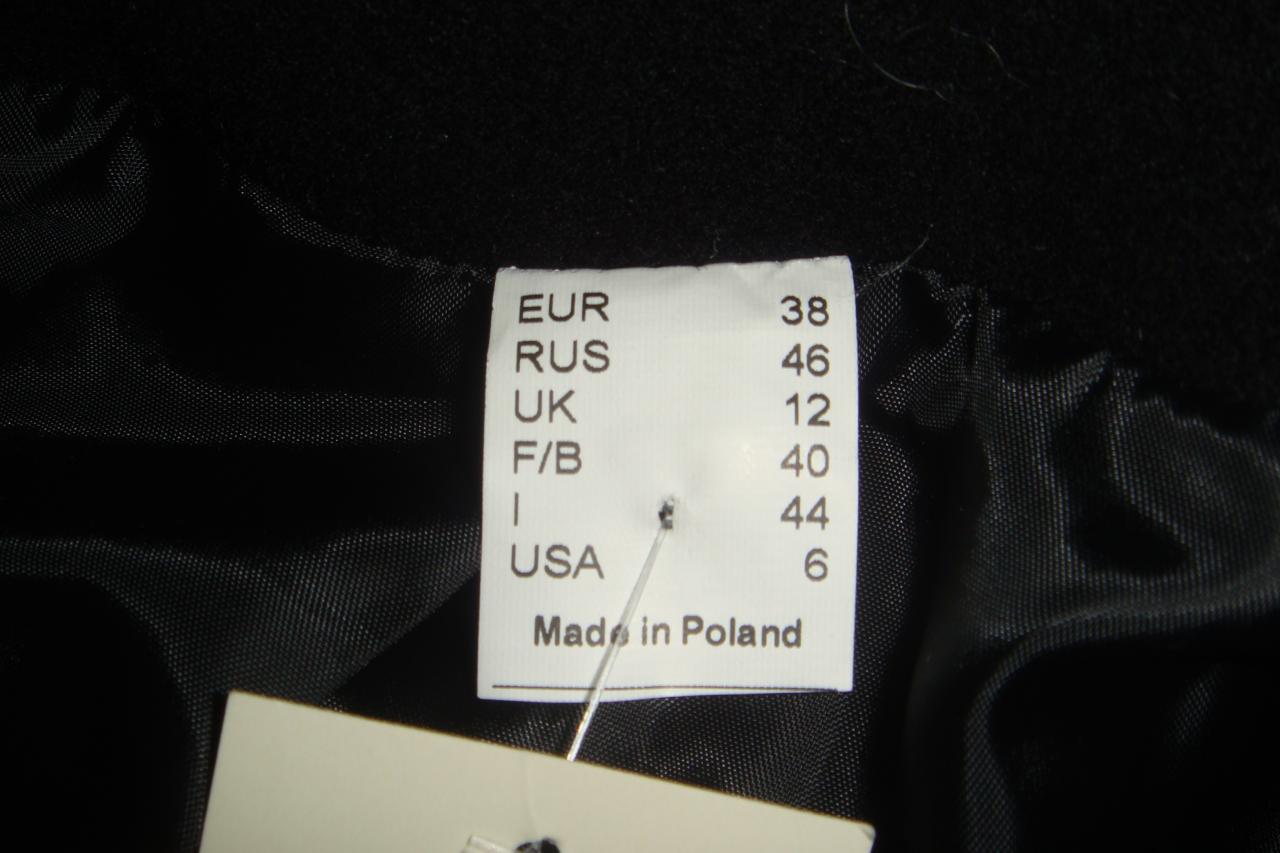 EUR 38
RUS 46
UK 12
F/B 40
I 44
USA 6
Made in Poland